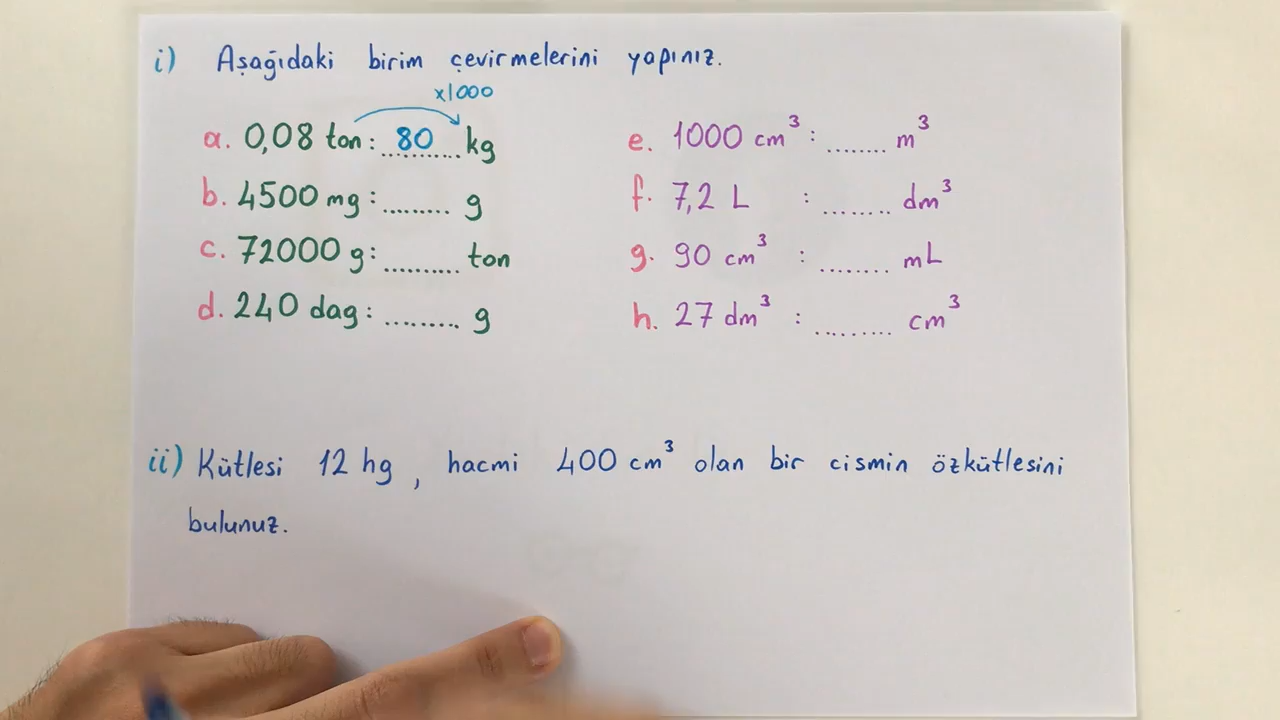 i) Aşağıdaki birim çevirmelerini yapınız.
x1000
a. 0,08 ton: 80 kg
b. 4500 mg: ......... g
c. 72000 g: .......... ton
d. 240 dag: ......... g
e. 1000 cm³ : ........ m³
f. 7,2 L : ........ dm³
g. 90 cm³ : ........ mL
h. 27 dm³ : ......... cm³
ii) Kütlesi 12 hg, hacmi 400 cm³ olan bir cismin özkütlesini
bulunuz.